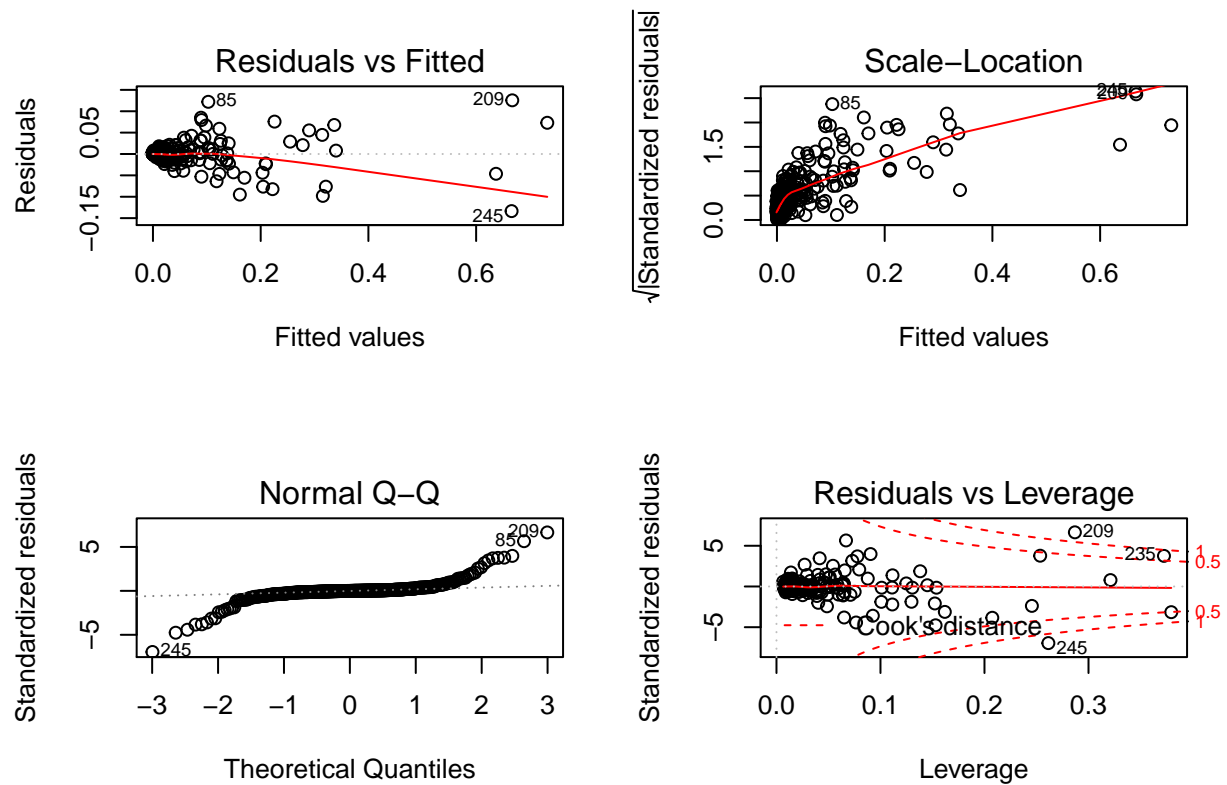 Residuals vs Fitted
Residuals
0.05
−0.15
85
209
245
0.0 0.2 0.4 0.6
Fitted values
Scale−Location
√|Standardized residuals|
1.5
0.0
85
245
0.0 0.2 0.4 0.6
Fitted values
Normal Q−Q
Standardized residuals
5
−5
209
85
245
−3 −2 −1 0 1 2 3
Theoretical Quantiles
Residuals vs Leverage
Standardized residuals
5
−5
209
235
245
1
0.5
0.5
1
Cook's distance
0.0 0.1 0.2 0.3
Leverage